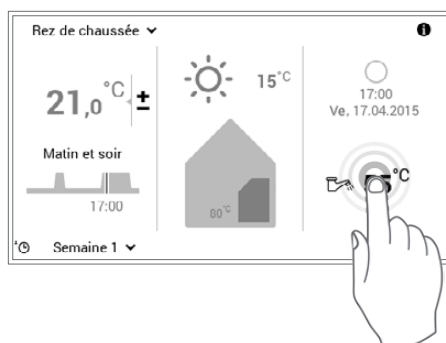 Rez de chaussée
21,0 °C ±
Matin et soir
17:00
Semaine 1
15°C
80°C
17:00
Ve, 17.04.2015
°C